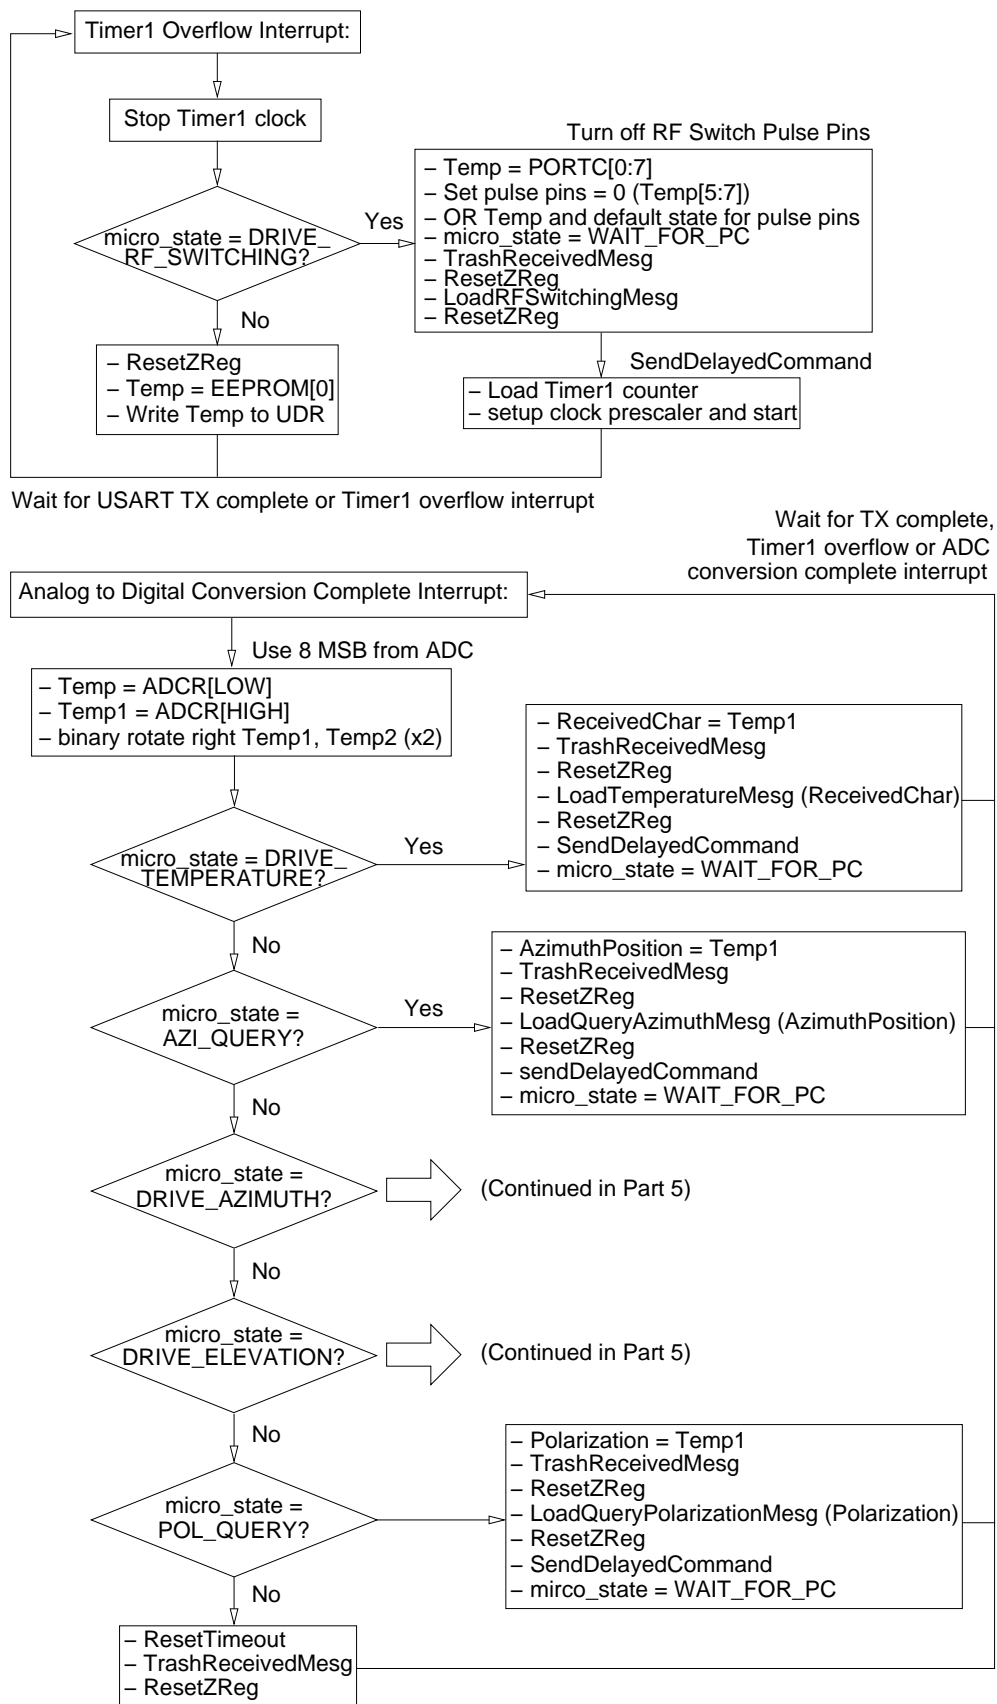 Timer1 Overflow Interrupt:
Stop Timer1 clock
Turn off RF Switch Pulse Pins
micro_state = DRIVE_
RF_SWITCHING?
Yes
– Temp = PORTC[0:7]
– Set pulse pins = 0 (Temp[5:7])
– OR Temp and default state for pulse pins
– micro_state = WAIT_FOR_PC
– TrashReceivedMesg
– ResetZReg
– LoadRFSwitchingMesg
– ResetZReg
No
– ResetZReg
– Temp = EEPROM[0]
– Write Temp to UDR
SendDelayedCommand
– Load Timer1 counter
– setup clock prescaler and start
Wait for USART TX complete or Timer1 overflow interrupt
Wait for TX complete,
Timer1 overflow or ADC
conversion complete interrupt
Analog to Digital Conversion Complete Interrupt:
Use 8 MSB from ADC
– Temp = ADCR[LOW]
– Temp1 = ADCR[HIGH]
– binary rotate right Temp1, Temp2 (x2)
micro_state = DRIVE_
TEMPERATURE?
Yes
– ReceivedChar = Temp1
– TrashReceivedMesg
– ResetZReg
– LoadTemperatureMesg (ReceivedChar)
– ResetZReg
– SendDelayedCommand
– micro_state = WAIT_FOR_PC
No
micro_state =
AZI_QUERY?
Yes
– AzimuthPosition = Temp1
– TrashReceivedMesg
– ResetZReg
– LoadQueryAzimuthMesg (AzimuthPosition)
– ResetZReg
– sendDelayedCommand
– micro_state = WAIT_FOR_PC
No
micro_state =
DRIVE_AZIMUTH?
(Continued in Part 5)
No
micro_state =
DRIVE_ELEVATION?
(Continued in Part 5)
No
micro_state =
POL_QUERY?
– Polarization = Temp1
– TrashReceivedMesg
– ResetZReg
– LoadQueryPolarizationMesg (Polarization)
– ResetZReg
– SendDelayedCommand
– mirco_state = WAIT_FOR_PC
No
– ResetTimeout
– TrashReceivedMesg
– ResetZReg